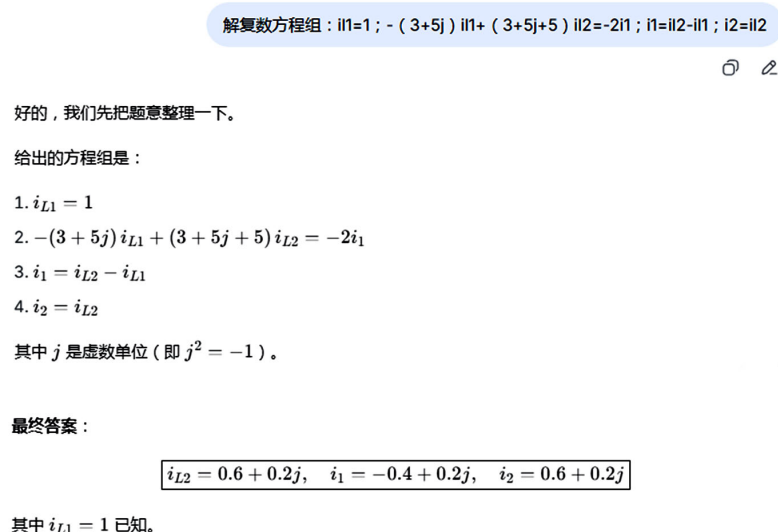 解复数方程组：il1=1；-（3+5j）il1+（3+5j+5）il2=-2i1；i1=il2-il1；i2=il2
好的，我们先把题意整理一下。
给出的方程组是：
1. i_{L1} = 1
2. -(3 + 5j) i_{L1} + (3 + 5j + 5) i_{L2} = -2i_1
3. i_1 = i_{L2} - i_{L1}
4. i_2 = i_{L2}
其中 j 是虚数单位（即 j^2 = -1）。
最终答案：
i_{L2} = 0.6 + 0.2j, i_1 = -0.4 + 0.2j, i_2 = 0.6 + 0.2j
其中 i_{L1} = 1 已知。